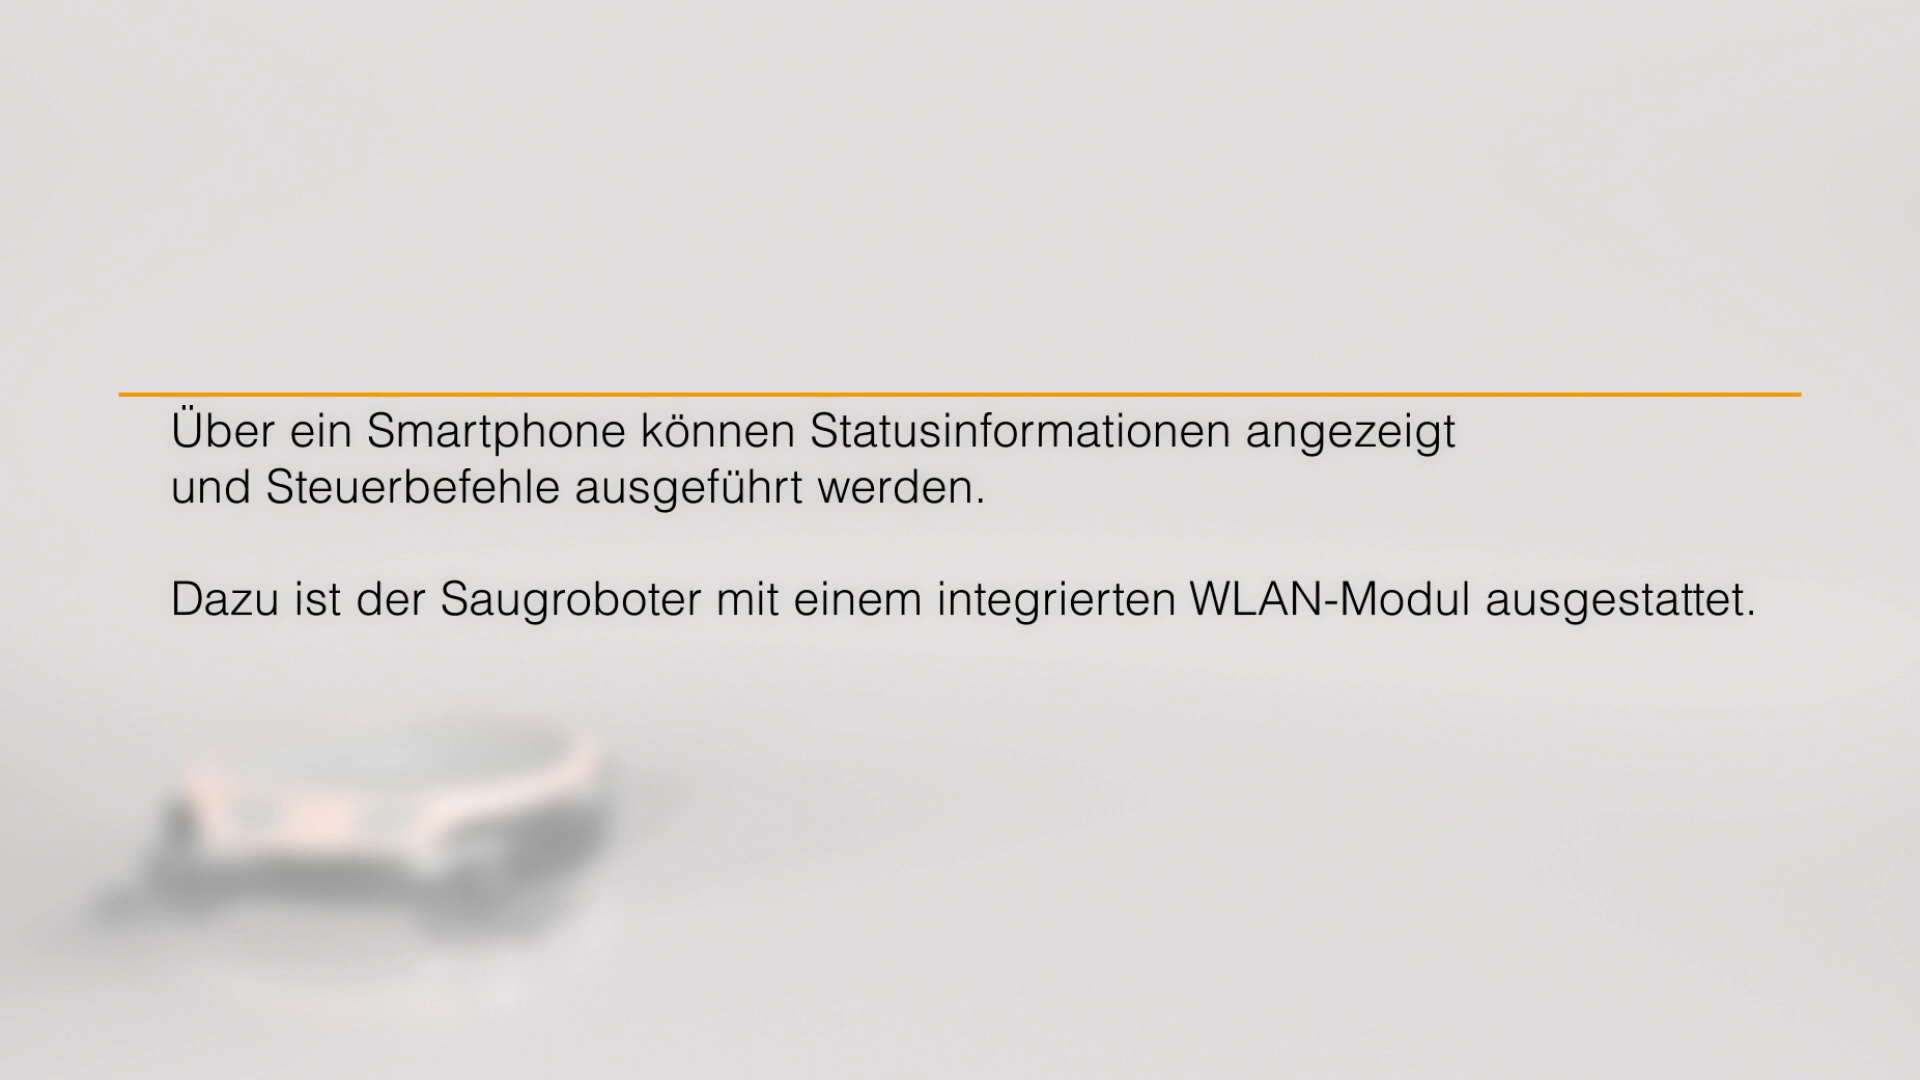 Über ein Smartphone können Statusinformationen angezeigt
und Steuerbefehle ausgeführt werden.
Dazu ist der Saugroboter mit einem integrierten WLAN-Modul ausgestattet.